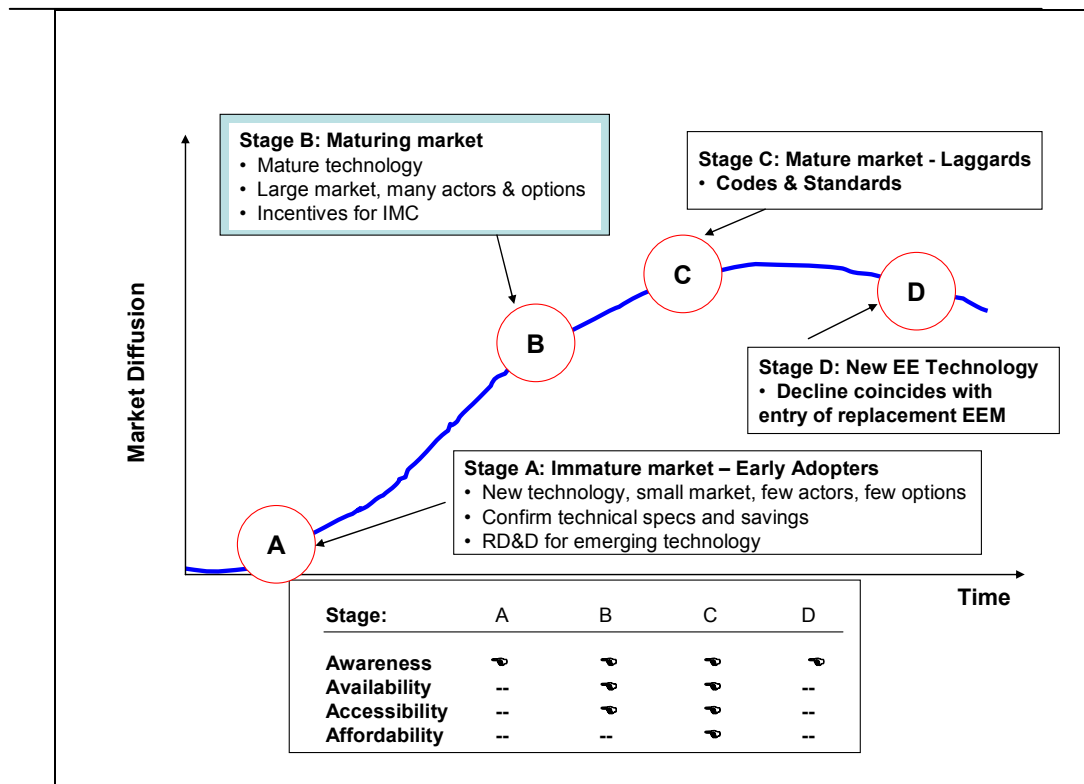 Stage B: Maturing market
• Mature technology
• Large market, many actors & options
• Incentives for IMC
Stage C: Mature market - Laggards
• Codes & Standards
C
D
B
Stage D: New EE Technology
• Decline coincides with
entry of replacement EEM
Market Diffusion
Stage A: Immature market – Early Adopters
• New technology, small market, few actors, few options
• Confirm technical specs and savings
• RD&D for emerging technology
A
Time
Stage: A B C D
Awareness ☜ ☜ ☜ ☜
Availability -- ☜ ☜ --
Accessibility -- ☜ ☜ --
Affordability -- -- ☜ --